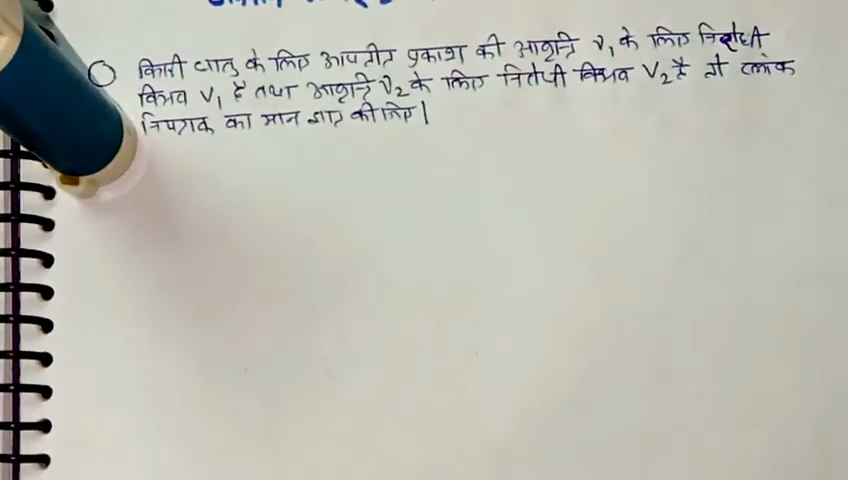 किसी धातु के लिए आपतित प्रकाश की आवृत्ति ν₁ के लिए निरोधी
विभव V₁ है तथा आवृत्ति ν₂ के लिए निरोधी विभव V₂ है तो प्लांक
नियतांक का मान ज्ञात कीजिए।